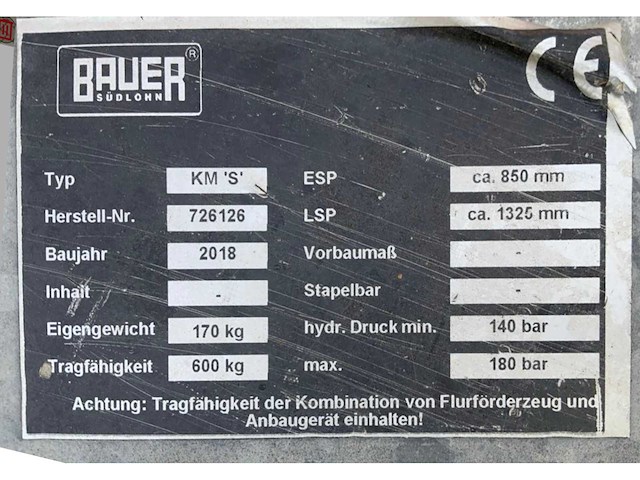 BAUER ®
SÜDLOHN
CE
Typ KM 'S' ESP ca. 850 mm
Herstell-Nr. 726126 LSP ca. 1325 mm
Baujahr 2018 Vorbaumaß -
Inhalt - Stapelbar -
Eigengewicht 170 kg hydr. Druck min. 140 bar
Tragfähigkeit 600 kg max. 180 bar
Achtung: Tragfähigkeit der Kombination von Flurförderzeug und
Anbaugerät einhalten!